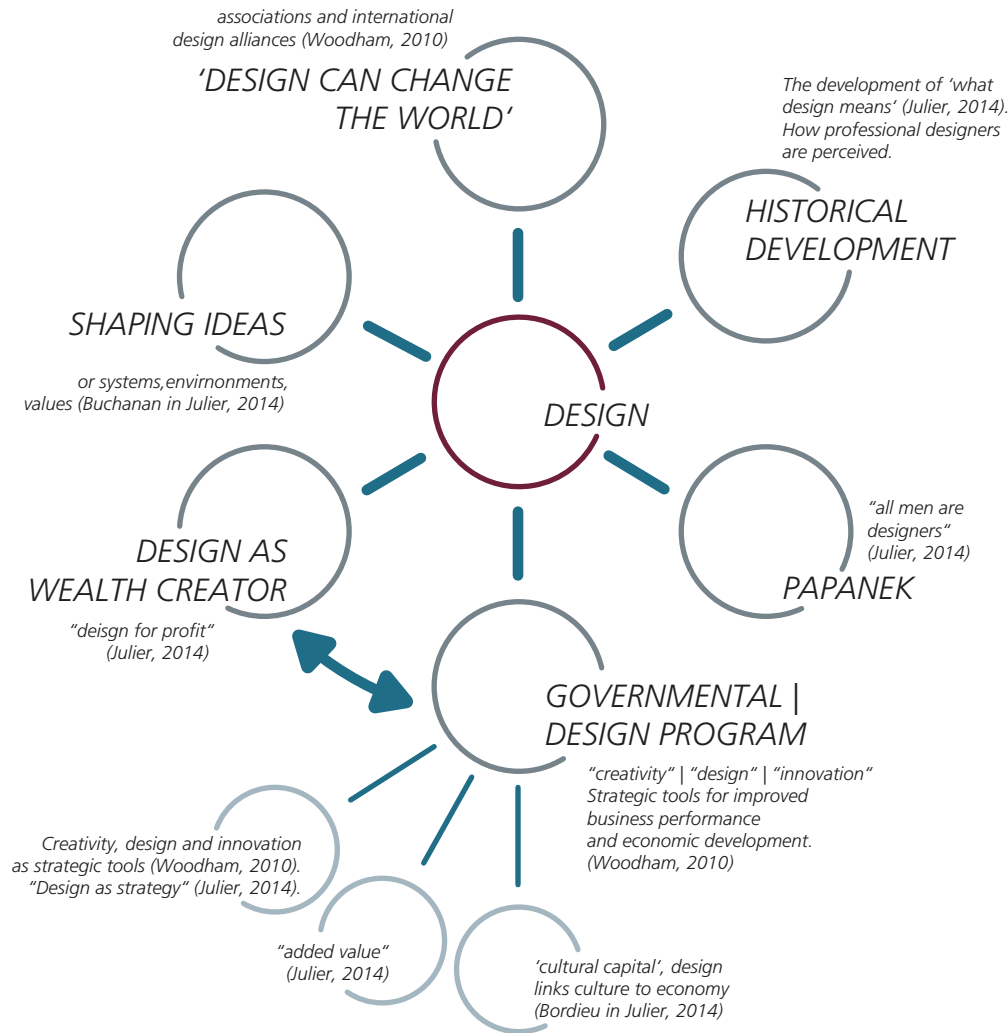 associations and international
design alliances (Woodham, 2010)
‘DESIGN CAN CHANGE
THE WORLD‘
The development of ‘what
design means‘ (Julier, 2014).
How professional designers
are perceived.
HISTORICAL
DEVELOPMENT
SHAPING IDEAS
or systems,envirnonments,
values (Buchanan in Julier, 2014)
DESIGN
DESIGN AS
WEALTH CREATOR
“deisgn for profit“
(Julier, 2014)
“all men are
designers“
(Julier, 2014)
PAPANEK
GOVERNMENTAL |
DESIGN PROGRAM
“creativity“ | “design“ | “innovation“
Strategic tools for improved
business performance
and economic development.
(Woodham, 2010)
Creativity, design and innovation
as strategic tools (Woodham, 2010).
“Design as strategy“ (Julier, 2014).
“added value“
(Julier, 2014)
‘cultural capital‘, design
links culture to economy
(Bordieu in Julier, 2014)